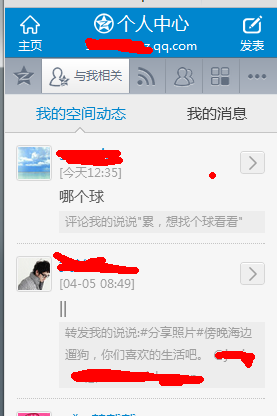 个人中心
主页
z.qq.com
发表
与我相关
我的空间动态
我的消息
[今天12:35]
哪个球
评论我的说说"累，想找个球看看"
[04-05 08:49]
||
转发我的说说:#分享照片#傍晚海边
遛狗，你们喜欢的生活吧。